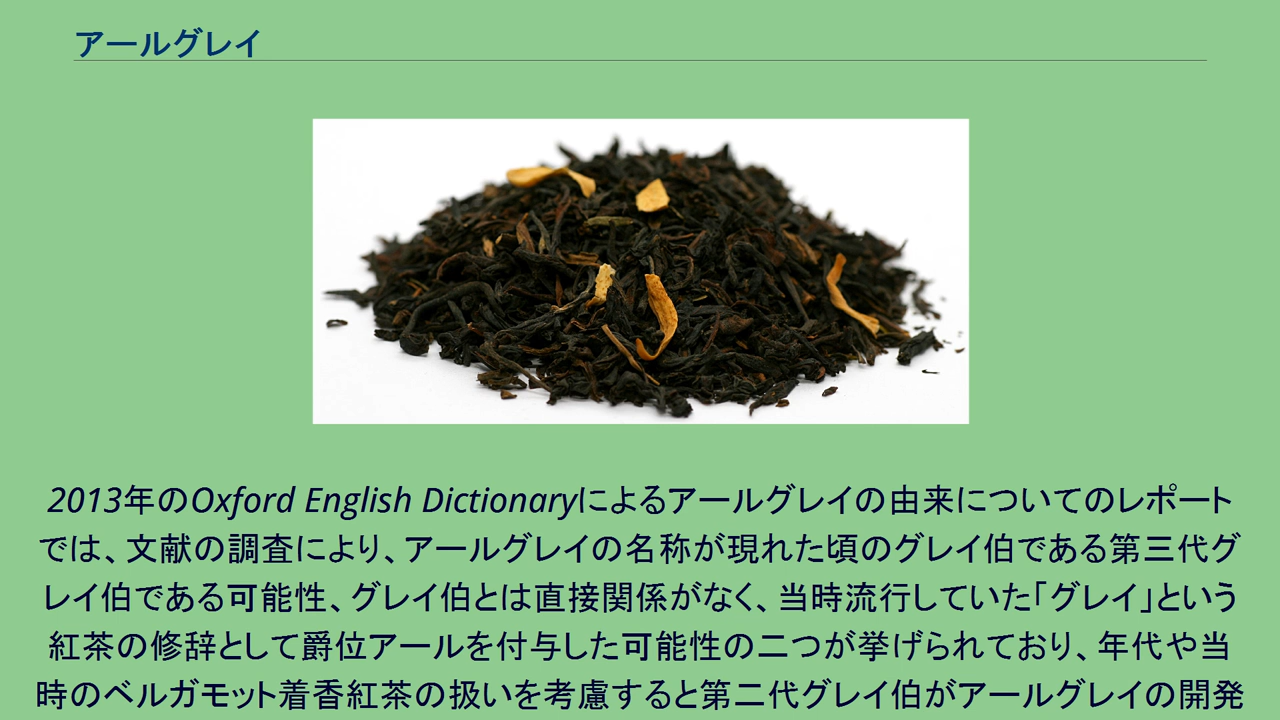 アールグレイ
2013年のOxford English Dictionaryによるアールグレイの由来についてのレポート
では、文献の調査により、アールグレイの名称が現れた頃のグレイ伯である第三代グ
レイ伯である可能性、グレイ伯とは直接関係がなく、当時流行していた「グレイ」という
紅茶の修辞として爵位アールを付与した可能性の二つが挙げられており、年代や当
時のベルガモット着香紅茶の扱いを考慮すると第二代グレイ伯がアールグレイの開発